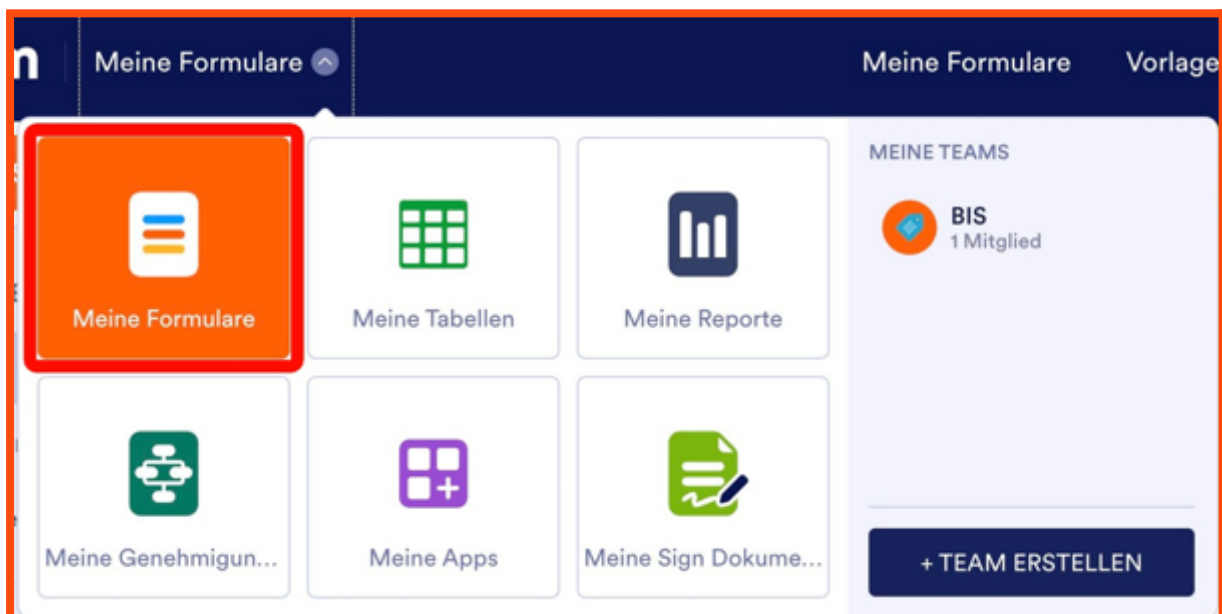 Meine Formulare
Meine Formulare
Vorlage
Meine Formulare
Meine Tabellen
Meine Reporte
Meine Genehmigun...
Meine Apps
Meine Sign Dokume...
MEINE TEAMS
BIS
1 Mitglied
+ TEAM ERSTELLEN